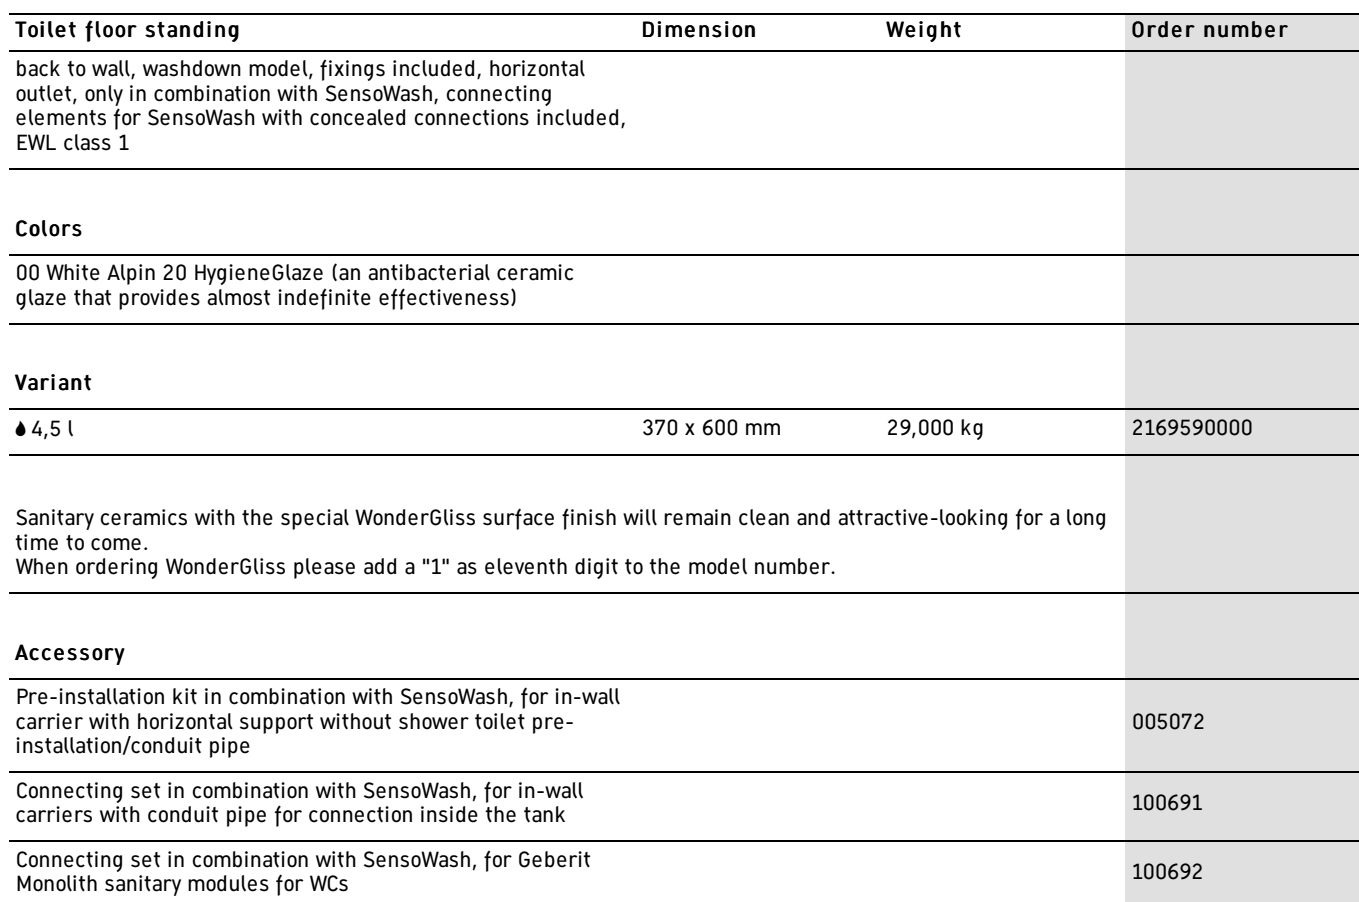 Toilet floor standing Dimension Weight Order number
back to wall, washdown model, fixings included, horizontal
outlet, only in combination with SensoWash, connecting
elements for SensoWash with concealed connections included,
EWL class 1
Colors
00 White Alpin 20 HygieneGlaze (an antibacterial ceramic
glaze that provides almost indefinite effectiveness)
Variant
4,5 l 370 x 600 mm 29,000 kg 2169590000
Sanitary ceramics with the special WonderGliss surface finish will remain clean and attractive-looking for a long
time to come.
When ordering WonderGliss please add a "1" as eleventh digit to the model number.
Accessory
Pre-installation kit in combination with SensoWash, for in-wall
carrier with horizontal support without shower toilet pre-
installation/conduit pipe
005072
Connecting set in combination with SensoWash, for in-wall
carriers with conduit pipe for connection inside the tank
100691
Connecting set in combination with SensoWash, for Geberit
Monolith sanitary modules for WCs
100692